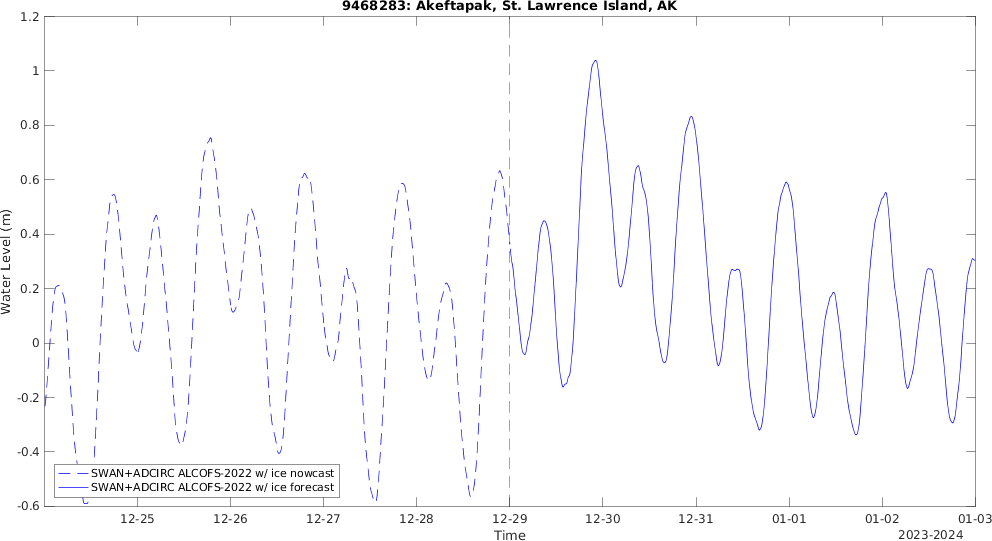 9468283: Akeftapak, St. Lawrence Island, AK
1.2
1
0.8
0.6
0.4
0.2
0
-0.2
-0.4
-0.6
Water Level (m)
SWAN+ADCIRC ALCOFS-2022 w/ ice nowcast
SWAN+ADCIRC ALCOFS-2022 w/ ice forecast
12-25 12-26 12-27 12-28 12-29 12-30 12-31 01-01 01-02 01-03
Time
2023-2024